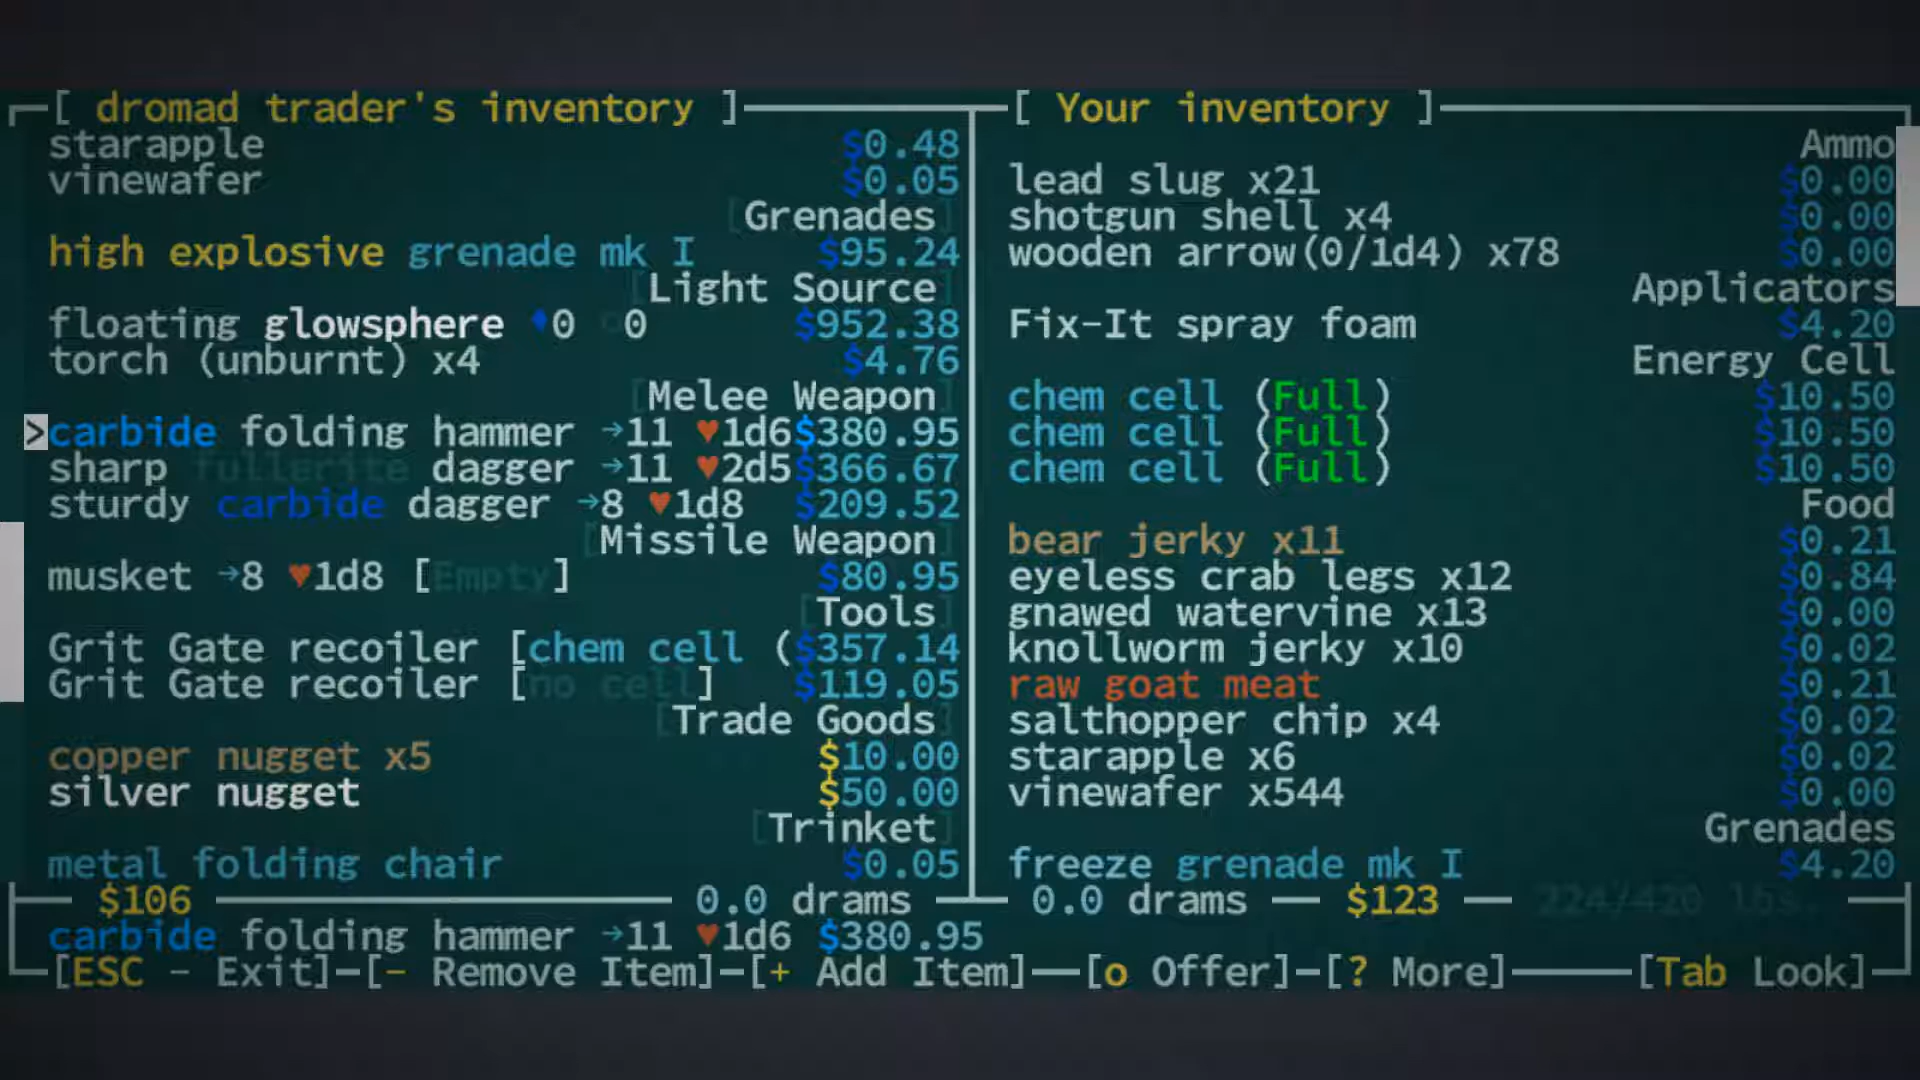 [ dromad trader's inventory ]
starapple $0.48
vinewafer $0.05
[Grenades]
high explosive grenade mk I $95.24
[Light Source]
floating glowsphere ♦0 ○0 $952.38
torch (unburnt) x4 $4.76
[Melee Weapon]
>carbide folding hammer →11 ♥1d6 $380.95
sharp fullerite dagger →11 ♥2d5 $366.67
sturdy carbide dagger →8 ♥1d8 $209.52
[Missile Weapon]
musket →8 ♥1d8 [Empty] $80.95
[Tools]
Grit Gate recoiler [chem cell ( $357.14
Grit Gate recoiler [no cell] $119.05
[Trade Goods]
copper nugget x5 $10.00
silver nugget $50.00
[Trinket]
metal folding chair $0.05
$106 0.0 drams
[ Your inventory ]
Ammo
lead slug x21 $0.00
shotgun shell x4 $0.00
wooden arrow(0/1d4) x78 $0.00
Applicators
Fix-It spray foam $4.20
Energy Cell
chem cell (Full) $10.50
chem cell (Full) $10.50
chem cell (Full) $10.50
Food
bear jerky x11 $0.21
eyeless crab legs x12 $0.84
gnawed watervine x13 $0.00
knollworm jerky x10 $0.02
raw goat meat $0.21
salthopper chip x4 $0.02
starapple x6 $0.02
vinewafer x544 $0.00
Grenades
freeze grenade mk I $4.20
0.0 drams $123 224/420 lbs.
carbide folding hammer →11 ♥1d6 $380.95
[ESC - Exit] [- Remove Item] [+ Add Item] [o Offer] [? More] [Tab Look]